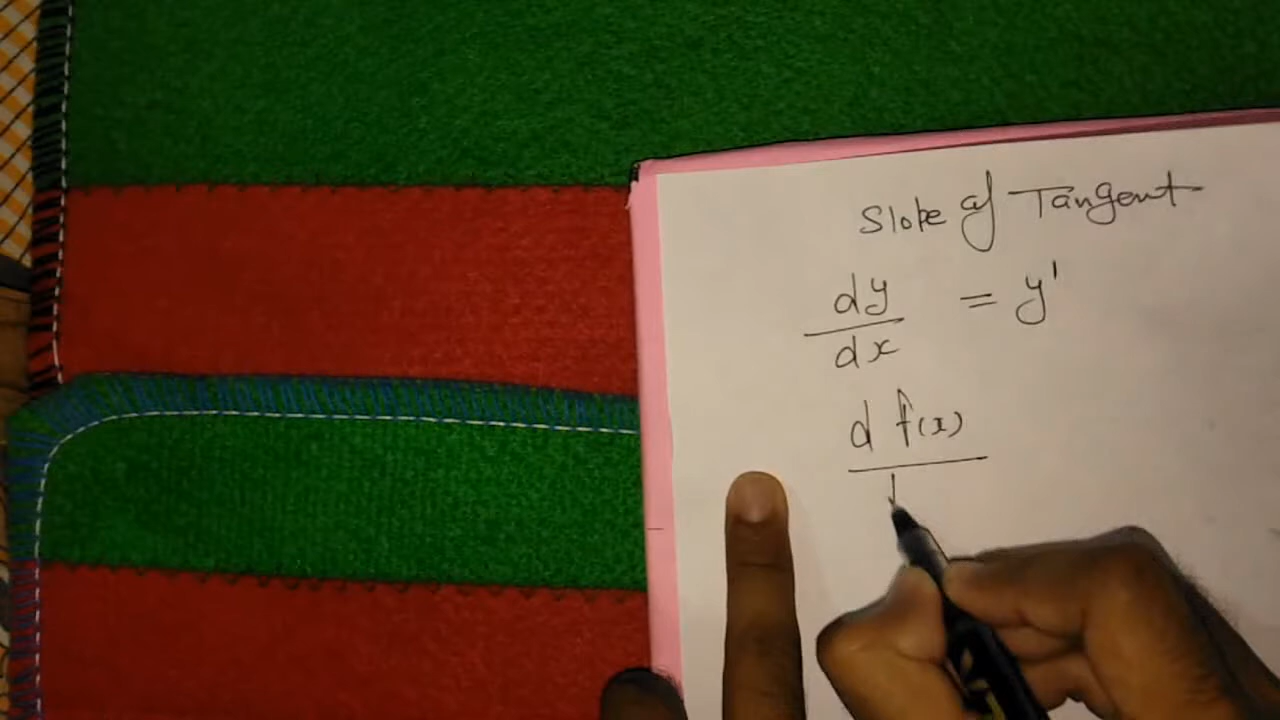 Slope of Tangent
dy/dx = y'
d f(x)